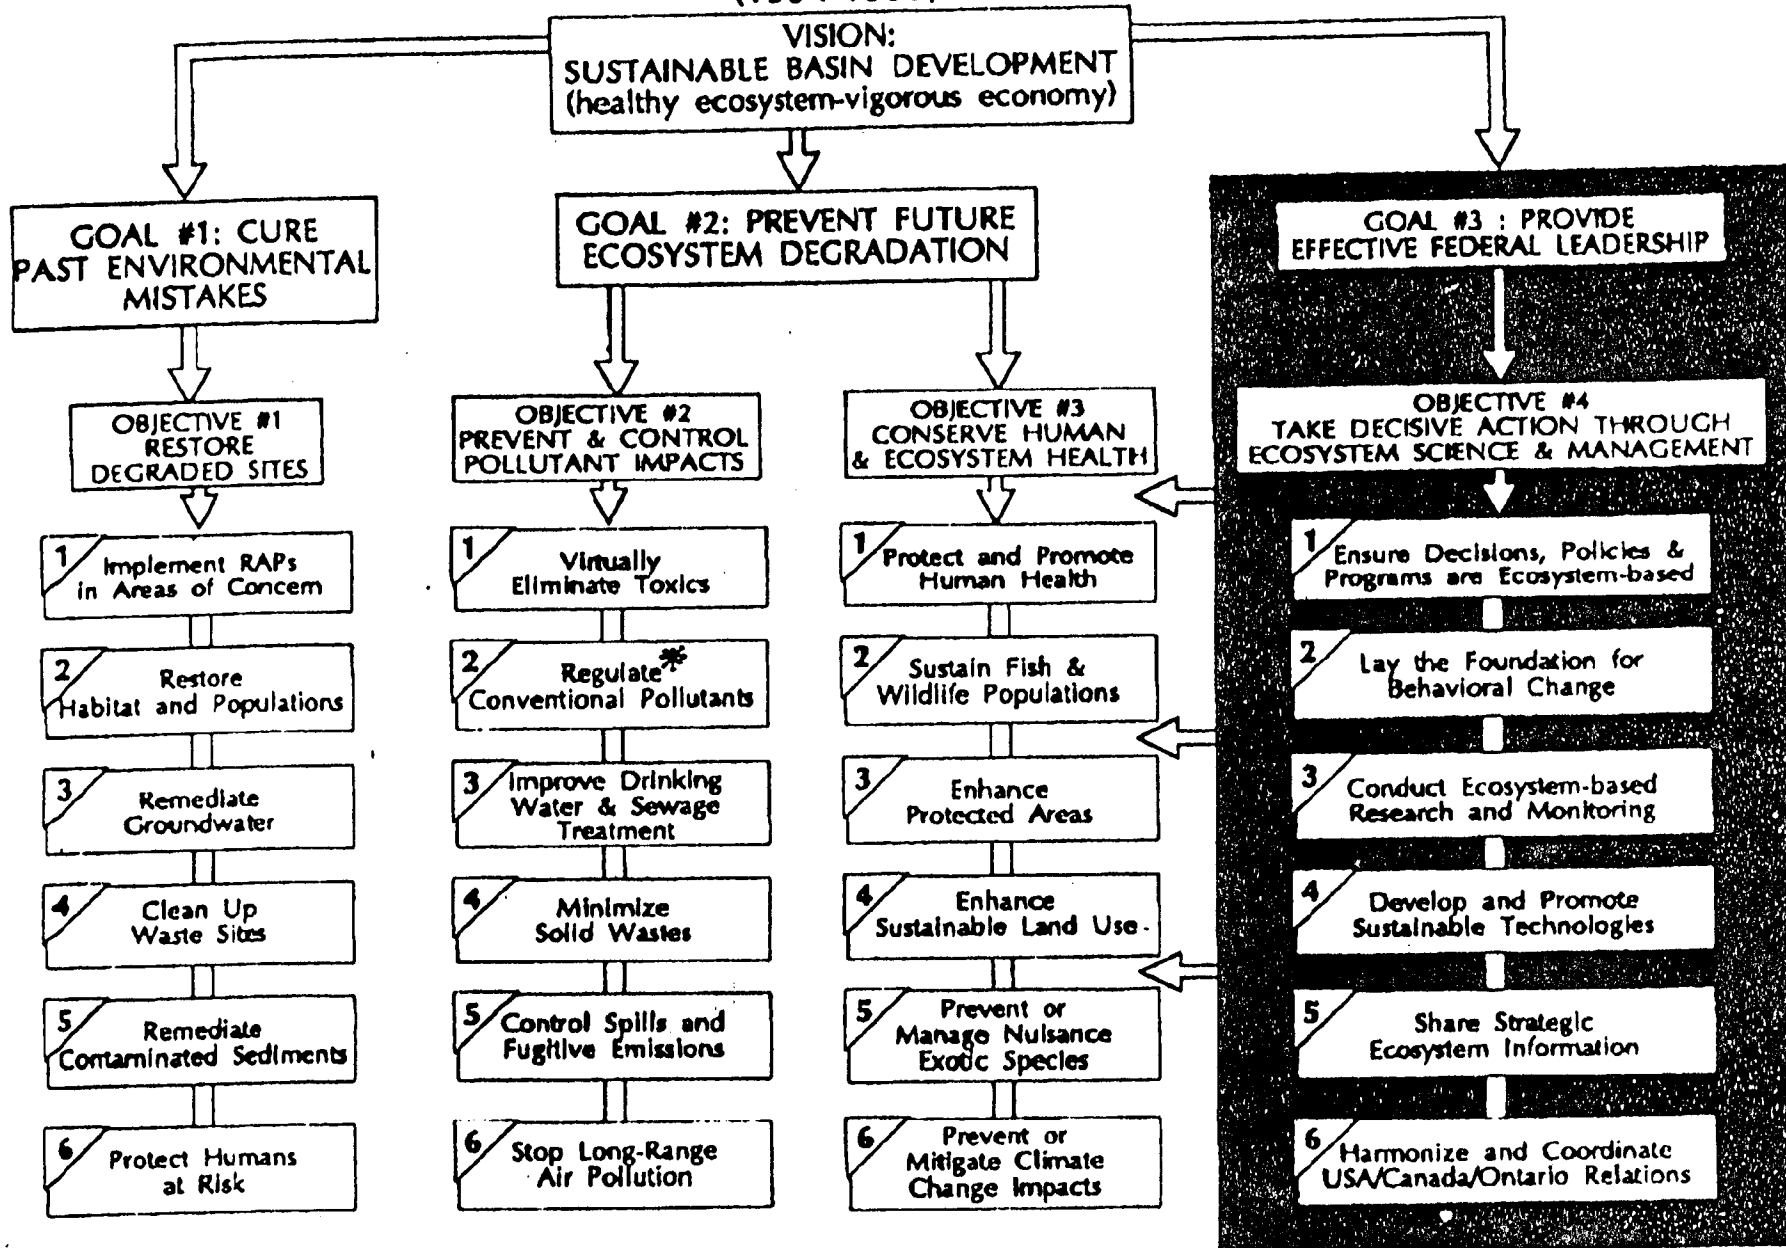 VISION:
SUSTAINABLE BASIN DEVELOPMENT
(healthy ecosystem-vigorous economy)
GOAL #1: CURE
PAST ENVIRONMENTAL
MISTAKES
GOAL #2: PREVENT FUTURE
ECOSYSTEM DEGRADATION
GOAL #3 : PROVIDE
EFFECTIVE FEDERAL LEADERSHIP
OBJECTIVE #1
RESTORE
DEGRADED SITES
OBJECTIVE #2
PREVENT & CONTROL
POLLUTANT IMPACTS
OBJECTIVE #3
CONSERVE HUMAN
& ECOSYSTEM HEALTH
OBJECTIVE #4
TAKE DECISIVE ACTION THROUGH
ECOSYSTEM SCIENCE & MANAGEMENT
1
Implement RAPs
in Areas of Concern
2
Restore
Habitat and Populations
3
Remediate
Groundwater
4
Clean Up
Waste Sites
5
Remediate
Contaminated Sediments
6
Protect Humans
at Risk
1
Virtually
Eliminate Toxics
2
Regulate*
Conventional Pollutants
3
Improve Drinking
Water & Sewage
Treatment
4
Minimize
Solid Wastes
5
Control Spills and
Fugitive Emissions
6
Stop Long-Range
Air Pollution
1
Protect and Promote
Human Health
2
Sustain Fish &
Wildlife Populations
3
Enhance
Protected Areas
4
Enhance
Sustainable Land Use
5
Prevent or
Manage Nuisance
Exotic Species
6
Prevent or
Mitigate Climate
Change Impacts
1
Ensure Decisions, Policies &
Programs are Ecosystem-based
2
Lay the Foundation for
Behavioral Change
3
Conduct Ecosystem-based
Research and Monitoring
4
Develop and Promote
Sustainable Technologies
5
Share Strategic
Ecosystem Information
6
Harmonize and Coordinate
USA/Canada/Ontario Relations